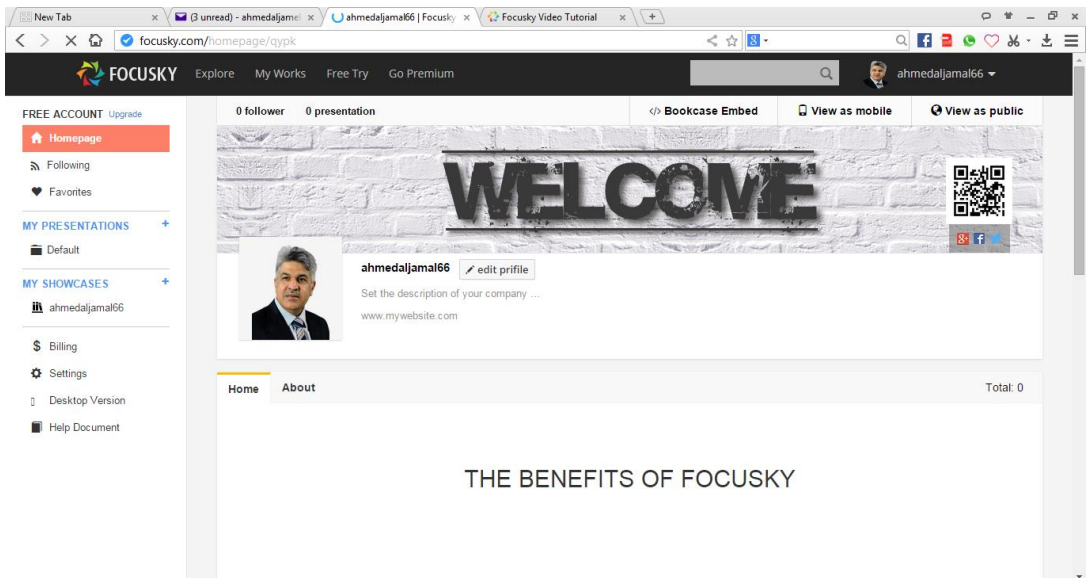 New Tab
(3 unread) - ahmedaljamel
ahmedaljamal66 | Focusky
Focusky Video Tutorial
focusky.com/homepage/qypk
FOCUSKY Explore My Works Free Try Go Premium ahmedaljamal66
FREE ACCOUNT Upgrade
Homepage
Following
Favorites
MY PRESENTATIONS +
Default
MY SHOWCASES +
ahmedaljamal66
$ Billing
Settings
Desktop Version
Help Document
0 follower 0 presentation </> Bookcase Embed View as mobile View as public
WELCOME
ahmedaljamal66 edit prifile
Set the description of your company ...
www.mywebsite.com
Home About Total: 0
THE BENEFITS OF FOCUSKY